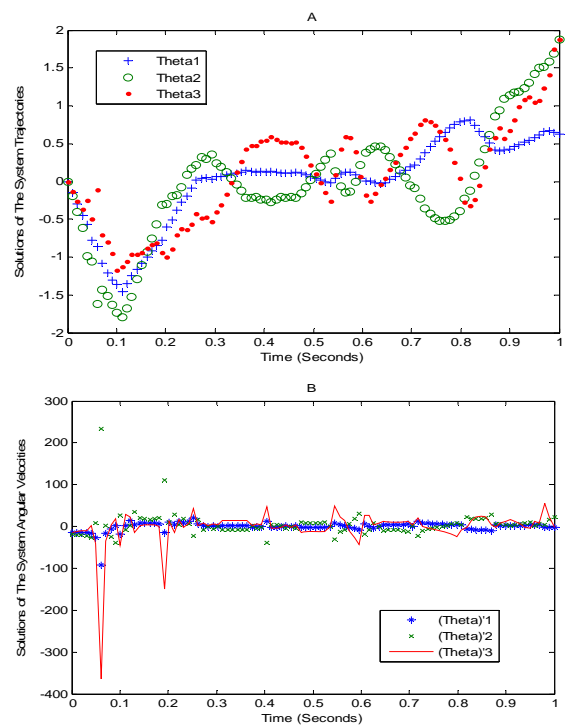 A
Solutions of The System Trajectories
2
1.5
1
0.5
0
-0.5
-1
-1.5
-2
Theta1
Theta2
Theta3
0 0.1 0.2 0.3 0.4 0.5 0.6 0.7 0.8 0.9 1
Time (Seconds)
B
Solutions of The System Angular Velocities
300
200
100
0
-100
-200
-300
-400
(Theta)'1
(Theta)'2
(Theta)'3
0 0.1 0.2 0.3 0.4 0.5 0.6 0.7 0.8 0.9 1
Time (Seconds)